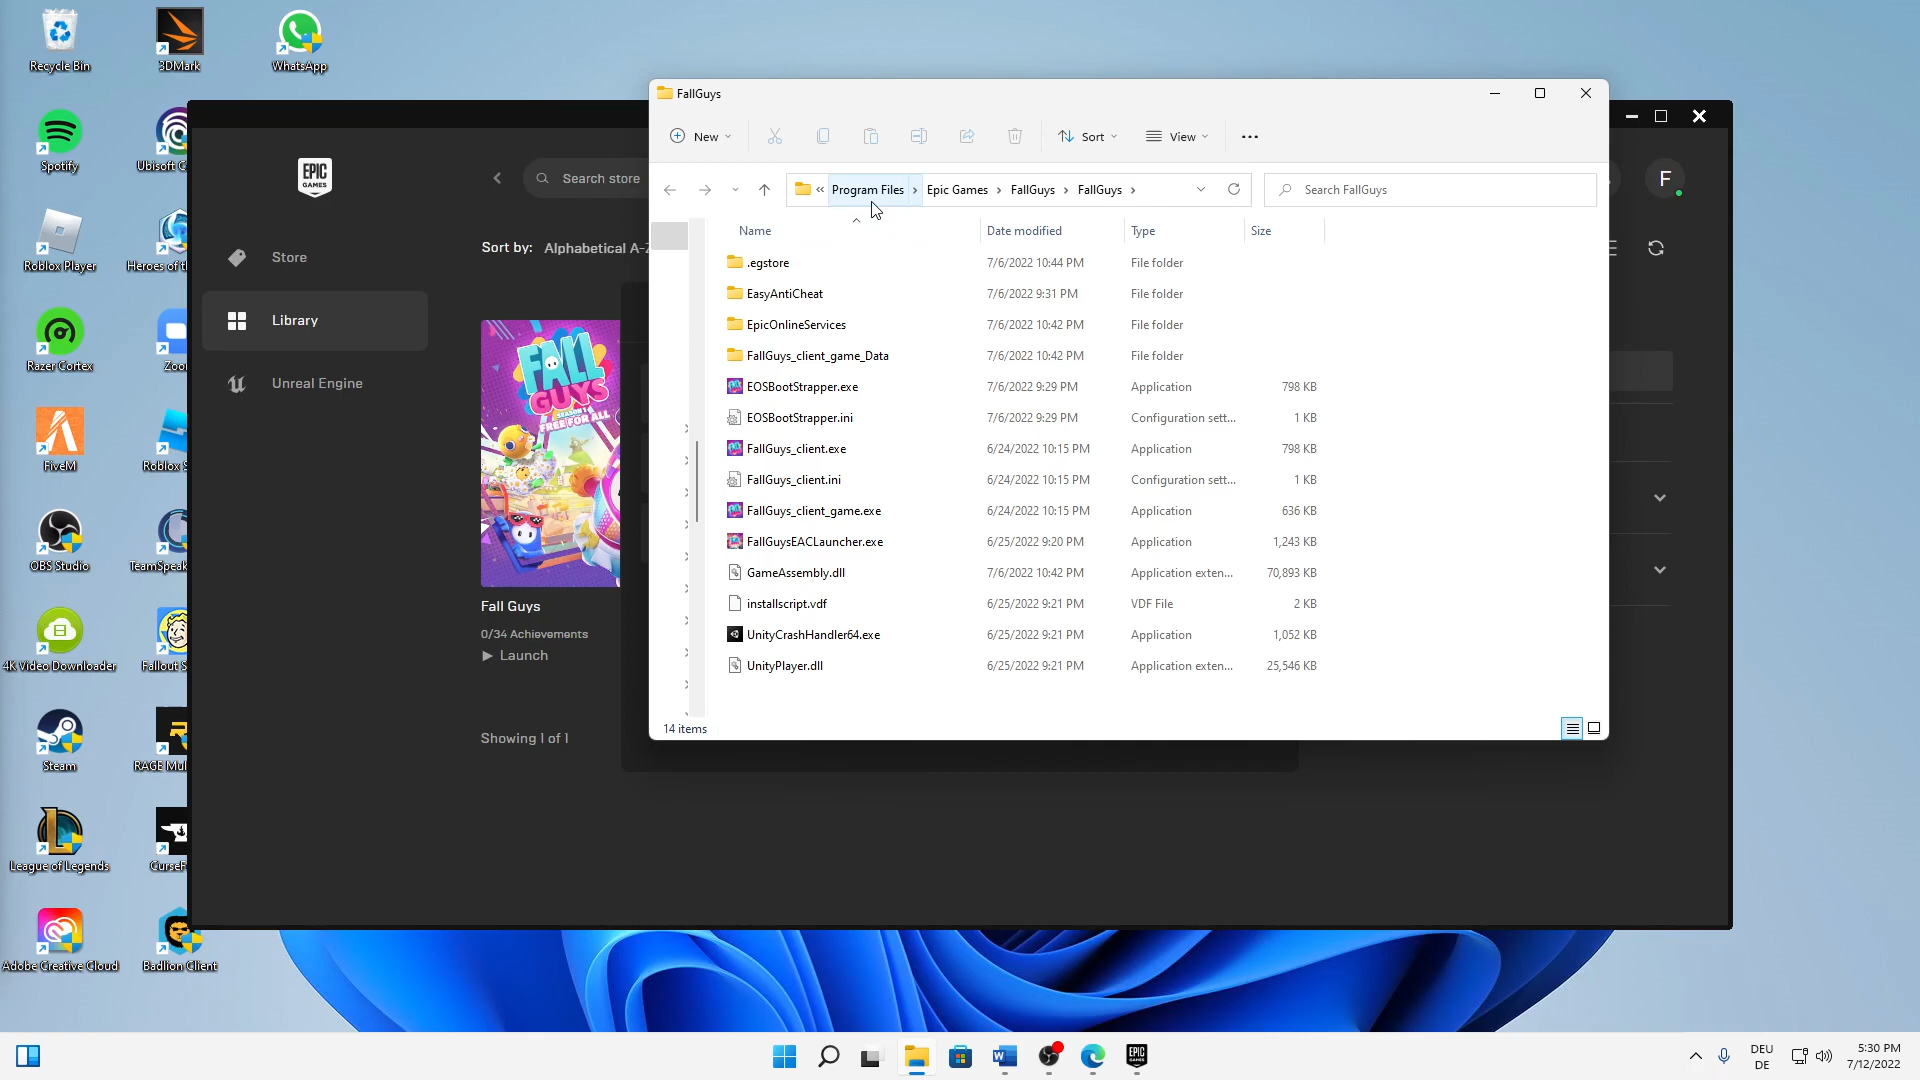 Recycle Bin
3DMark
WhatsApp
Spotify
Ubisoft C
Roblox Player
Heroes of th
Razer Cortex
Zoo
FiveM
Roblox S
OBS Studio
TeamSpeak
4K Video Downloader
Fallout S
Steam
RAGE Mul
League of Legends
CurseF
Adobe Creative Cloud
Badlion Client
EPIC
GAMES
Search store
F
Store
Library
Unreal Engine
Sort by: Alphabetical A-Z
FALL
GUYS
SEASON 1
FREE FOR ALL
Fall Guys
0/34 Achievements
Launch
Showing 1 of 1
FallGuys
New
Sort
View
« Program Files > Epic Games > FallGuys > FallGuys >
Search FallGuys
Name Date modified Type Size
.egstore 7/6/2022 10:44 PM File folder
EasyAntiCheat 7/6/2022 9:31 PM File folder
EpicOnlineServices 7/6/2022 10:42 PM File folder
FallGuys_client_game_Data 7/6/2022 10:42 PM File folder
EOSBootStrapper.exe 7/6/2022 9:29 PM Application 798 KB
EOSBootStrapper.ini 7/6/2022 9:29 PM Configuration sett... 1 KB
FallGuys_client.exe 6/24/2022 10:15 PM Application 798 KB
FallGuys_client.ini 6/24/2022 10:15 PM Configuration sett... 1 KB
FallGuys_client_game.exe 6/24/2022 10:15 PM Application 636 KB
FallGuysEACLauncher.exe 6/25/2022 9:20 PM Application 1,243 KB
GameAssembly.dll 7/6/2022 10:42 PM Application exten... 70,893 KB
installscript.vdf 6/25/2022 9:21 PM VDF File 2 KB
UnityCrashHandler64.exe 6/25/2022 9:21 PM Application 1,052 KB
UnityPlayer.dll 6/25/2022 9:21 PM Application exten... 25,546 KB
14 items
EPIC
GAMES
DEU
DE
5:30 PM
7/12/2022